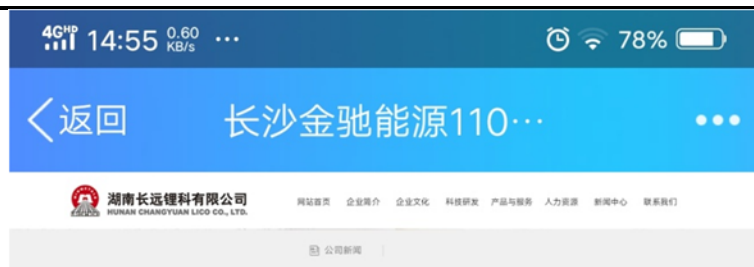 4GHD 14:55 0.60 KB/s ··· 78%
返回 长沙金驰能源110··· •••
湖南长远锂科有限公司 网站首页 企业简介 企业文化 科技研发 产品与服务 人力资源 新闻中心 联系我们
HUNAN CHANGYUAN LICO CO., LTD.
公司新闻